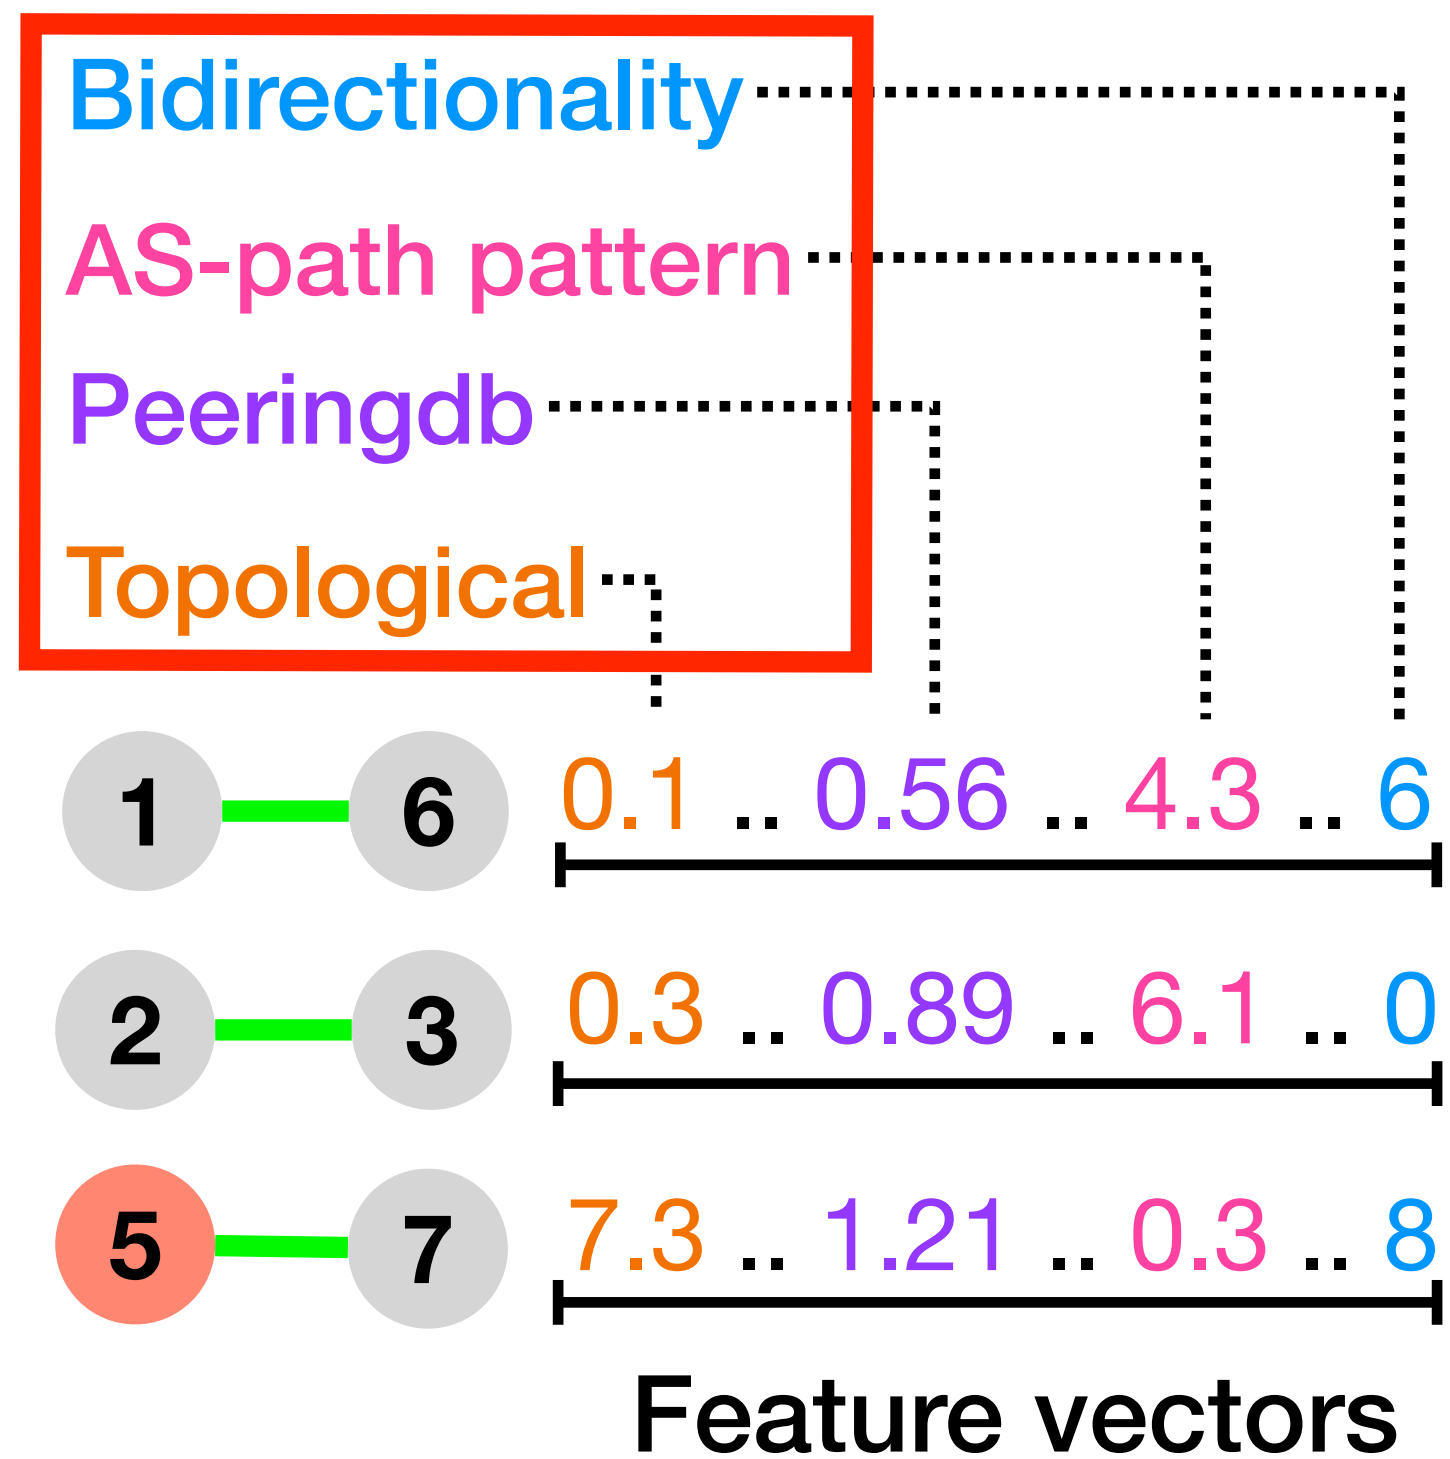 Bidirectionality
AS-path pattern
Peeringdb
Topological
1 6 0.1 .. 0.56 .. 4.3 .. 6
2 3 0.3 .. 0.89 .. 6.1 .. 0
5 7 7.3 .. 1.21 .. 0.3 .. 8
Feature vectors